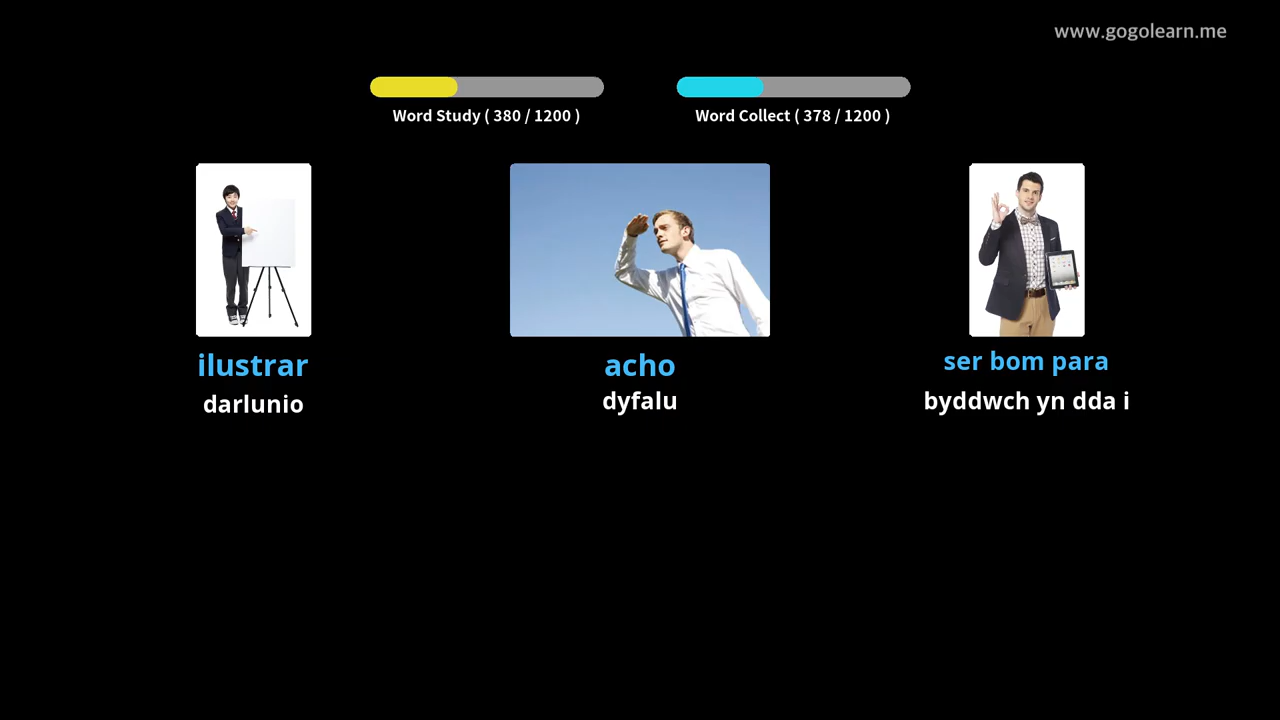 www.gogolearn.me
Word Study ( 380 / 1200 )
Word Collect ( 378 / 1200 )
ilustrar
darlunio
acho
dyfalu
ser bom para
byddwch yn dda i